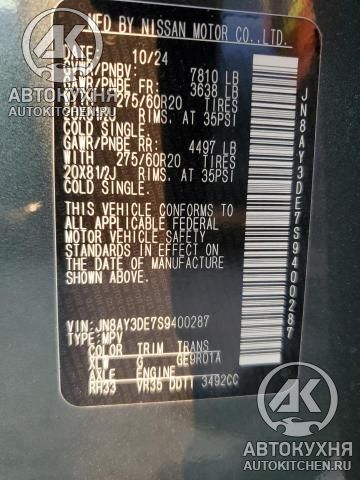 MFD BY NISSAN MOTOR CO.,LTD.
DATE 10/24
GVWR/PNBV: 7810 LB
GAWR/PNBE FR: 3638 LB
WITH 275/60R20 TIRES
RIMS, AT 35PSI
COLD SINGLE.
GAWR/PNBE RR: 4497 LB
WITH 275/60R20 TIRES
20X81/2J RIMS, AT 35PSI
COLD SINGLE.
THIS VEHICLE CONFORMS TO
ALL APPLICABLE FEDERAL
MOTOR VEHICLE SAFETY
STANDARDS IN EFFECT ON
THE DATE OF MANUFACTURE
SHOWN ABOVE.
VIN: JN8AY3DE7S9400287
TYPE: MPV
COLOR TRIM TRANS
XEW G GE9R01A
AXLE ENGINE
RH33 VR35 DDTT 3492CC
JN8AY3DE7S9400287
АВТОКУХНЯ
AUTOKITCHEN.RU
АВТОКУХНЯ
AUTOKITCHEN.RU